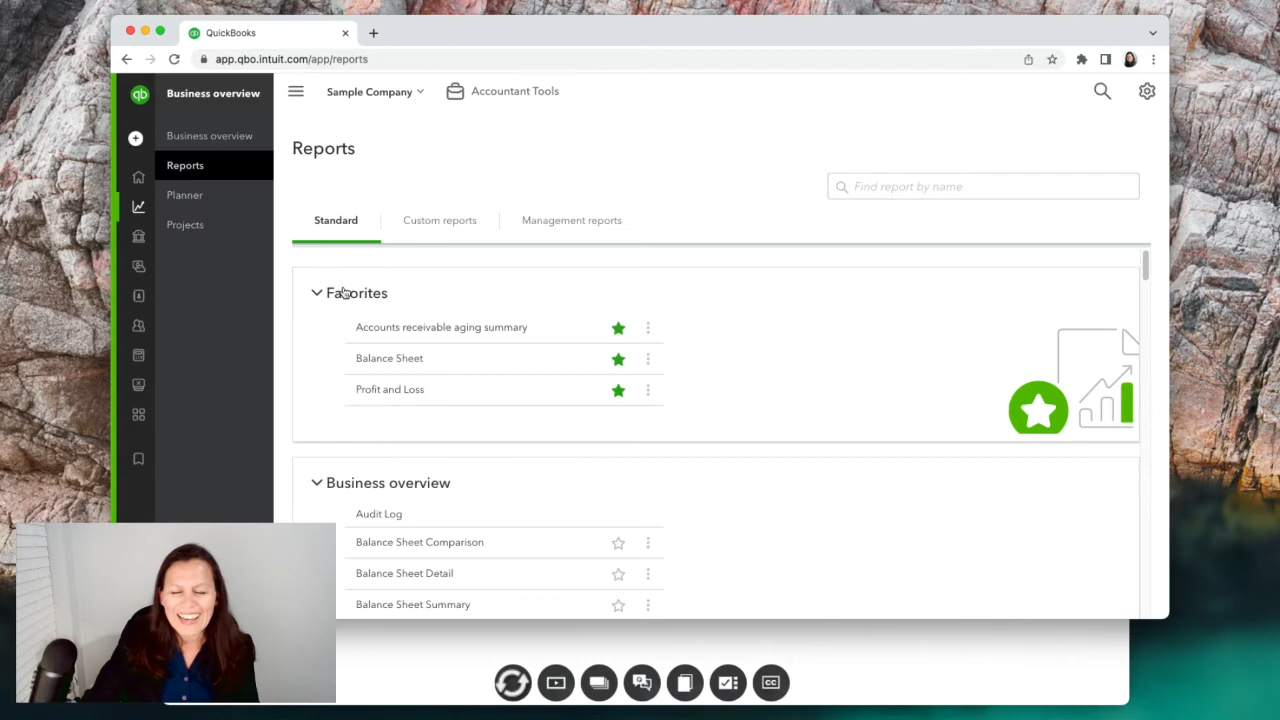 QuickBooks
app.qbo.intuit.com/app/reports
qb
Business overview
Sample Company
Accountant Tools
Business overview
Reports
Planner
Projects
Reports
Find report by name
Standard
Custom reports
Management reports
Favorites
Accounts receivable aging summary
Balance Sheet
Profit and Loss
Business overview
Audit Log
Balance Sheet Comparison
Balance Sheet Detail
Balance Sheet Summary
CC